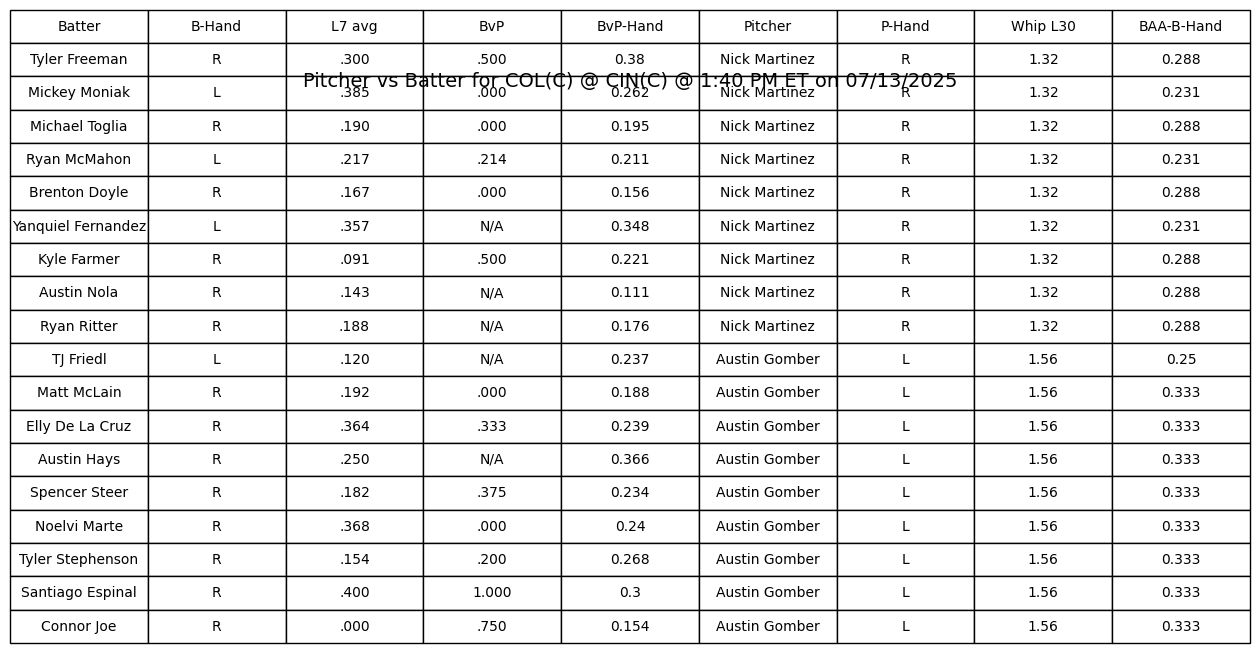 Batter B-Hand L7 avg BvP BvP-Hand Pitcher P-Hand Whip L30 BAA-B-Hand
Tyler Freeman R .300 .500 0.38 Nick Martinez R 1.32 0.288
Pitcher vs Batter for COL(C) @ CIN(C) @ 1:40 PM ET on 07/13/2025
Mickey Moniak L .385 .000 0.262 Nick Martinez R 1.32 0.231
Michael Toglia R .190 .000 0.195 Nick Martinez R 1.32 0.288
Ryan McMahon L .217 .214 0.211 Nick Martinez R 1.32 0.231
Brenton Doyle R .167 .000 0.156 Nick Martinez R 1.32 0.288
Yanquiel Fernandez L .357 N/A 0.348 Nick Martinez R 1.32 0.231
Kyle Farmer R .091 .500 0.221 Nick Martinez R 1.32 0.288
Austin Nola R .143 N/A 0.111 Nick Martinez R 1.32 0.288
Ryan Ritter R .188 N/A 0.176 Nick Martinez R 1.32 0.288
TJ Friedl L .120 N/A 0.237 Austin Gomber L 1.56 0.25
Matt McLain R .192 .000 0.188 Austin Gomber L 1.56 0.333
Elly De La Cruz R .364 .333 0.239 Austin Gomber L 1.56 0.333
Austin Hays R .250 N/A 0.366 Austin Gomber L 1.56 0.333
Spencer Steer R .182 .375 0.234 Austin Gomber L 1.56 0.333
Noelvi Marte R .368 .000 0.24 Austin Gomber L 1.56 0.333
Tyler Stephenson R .154 .200 0.268 Austin Gomber L 1.56 0.333
Santiago Espinal R .400 1.000 0.3 Austin Gomber L 1.56 0.333
Connor Joe R .000 .750 0.154 Austin Gomber L 1.56 0.333